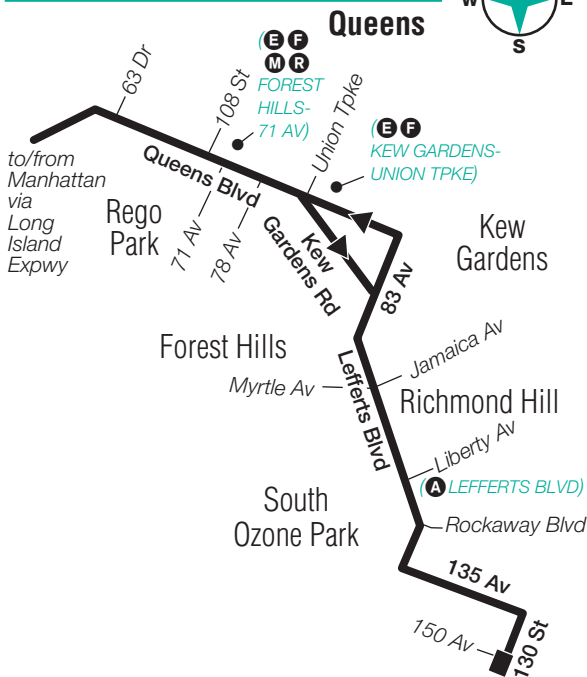 Queens
W
E
S
63 Dr
108 St
(E F
M R
FOREST
HILLS-
71 AV)
Union Tpke
(E F
KEW GARDENS-
UNION TPKE)
to/from
Manhattan
via
Long
Island
Expwy
Queens Blvd
Rego
Park
71 Av
78 Av
Kew
Gardens Rd
Kew
Gardens
83 Av
Forest Hills
Jamaica Av
Myrtle Av
Lefferts Blvd
Richmond Hill
Liberty Av
(A LEFFERTS BLVD)
South
Ozone Park
Rockaway Blvd
135 Av
150 Av
130 St